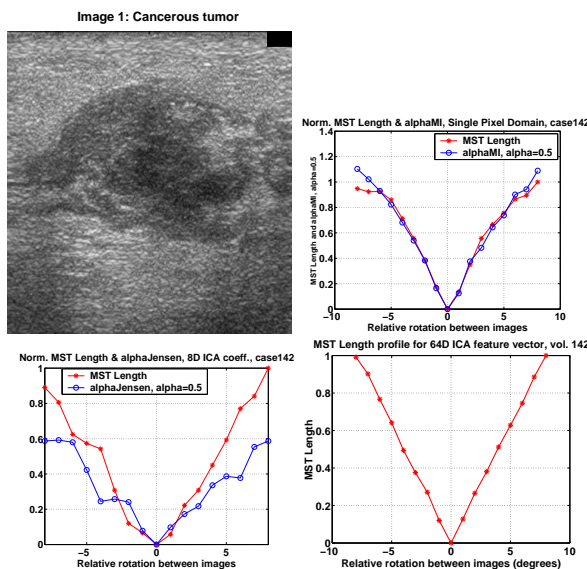 Image 1: Cancerous tumor
Norm. MST Length & alphaMI, Single Pixel Domain, case142
MST Length and alphaMI, alpha=0.5
1.4
1.2
1
0.8
0.6
0.4
0.2
0
MST Length
alphaMI, alpha=0.5
−10
−5
0
5
10
Relative rotation between images
Norm. MST Length & alphaJensen, 8D ICA coeff., case142
1
0.8
0.6
0.4
0.2
0
MST Length
alphaJensen, alpha=0.5
−5
0
5
Relative rotation between images
MST Length profile for 64D ICA feature vector, vol. 142
MST Length
1
0.8
0.6
0.4
0.2
0
−10
−5
0
5
10
Relative rotation between images (degrees)